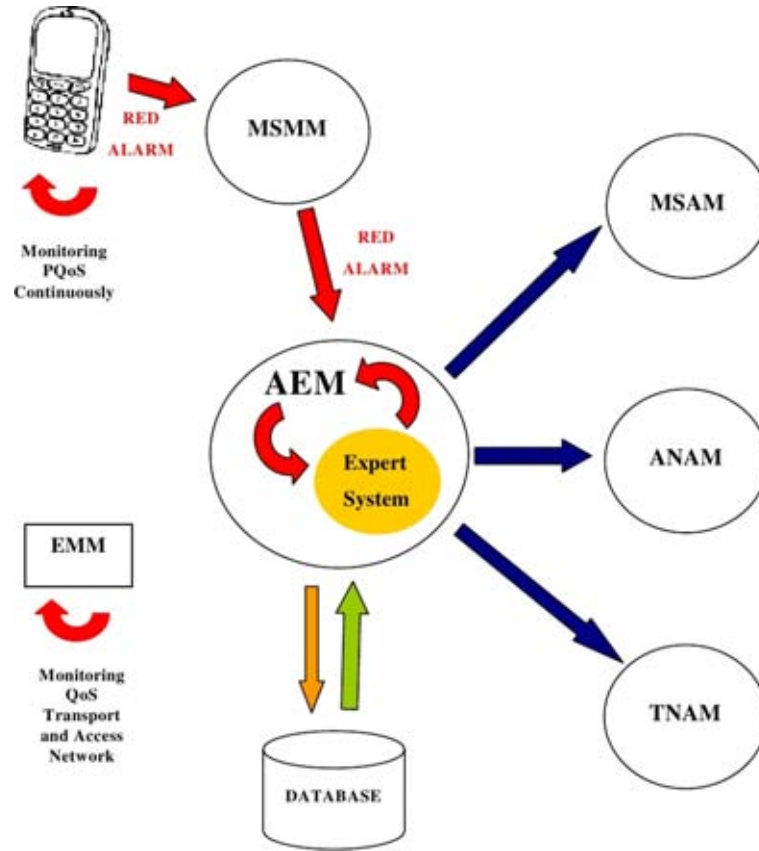 RED
ALARM
MSMM
Monitoring
PQoS
Continuously
RED
ALARM
MSAM
AEM
Expert
System
ANAM
EMM
Monitoring
QoS
Transport
and Access
Network
DATABASE
TNAM